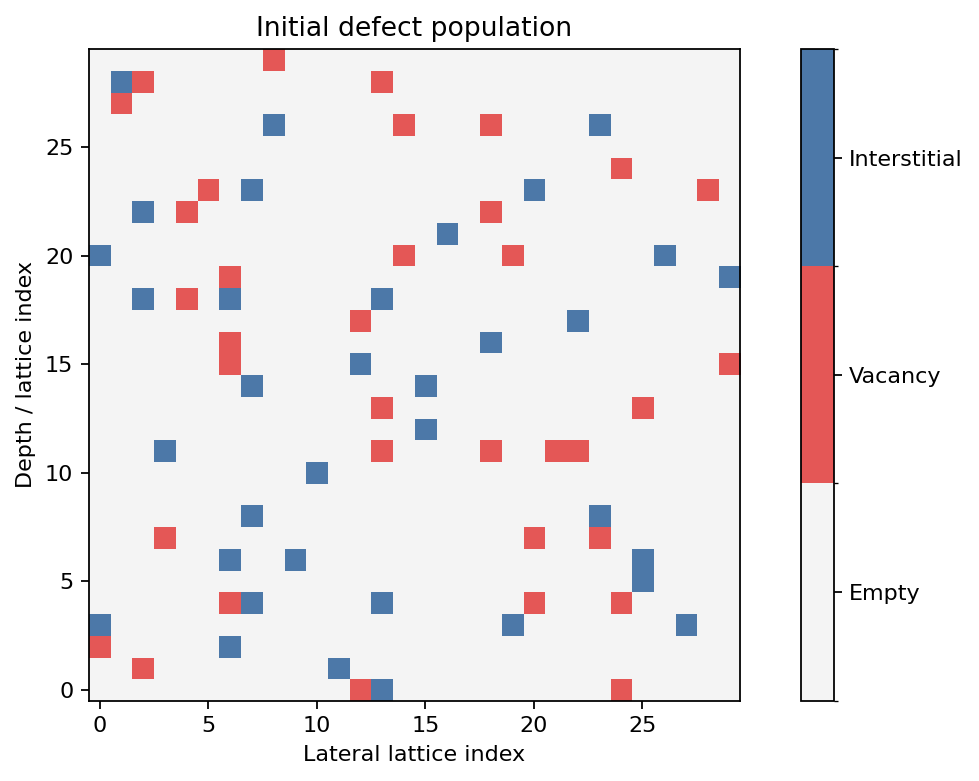 Initial defect population
Depth / lattice index
25
20
15
10
5
0
0 5 10 15 20 25
Lateral lattice index
Interstitial
Vacancy
Empty